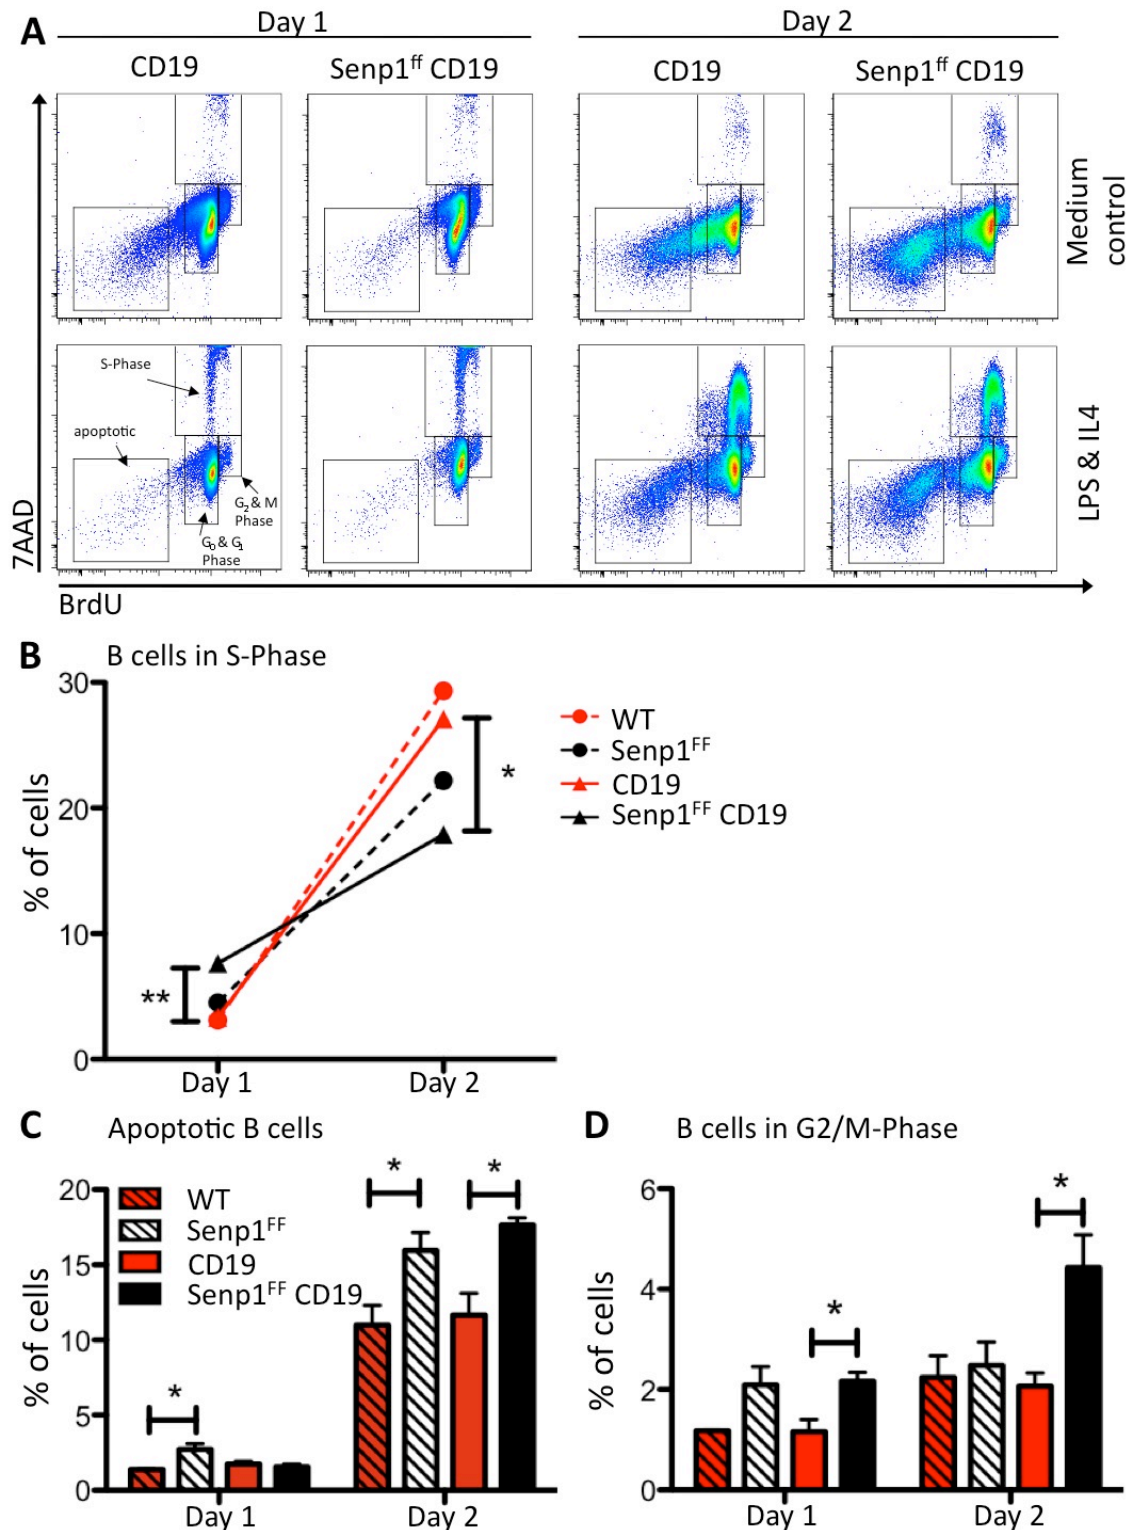 A
Day 1
Day 2
CD19
Senp1ff CD19
CD19
Senp1ff CD19
Medium
control
S-Phase
apoptotic
G2 & M
Phase
G0 & G1
Phase
LPS & IL4
7AAD
BrdU
B
B cells in S-Phase
30
20
10
0
% of cells
**
*
Day 1
Day 2
WT
Senp1FF
CD19
Senp1FF CD19
C
Apoptotic B cells
20
15
10
5
0
% of cells
WT
Senp1FF
CD19
Senp1FF CD19
*
*
*
Day 1
Day 2
D
B cells in G2/M-Phase
6
4
2
0
% of cells
*
*
Day 1
Day 2